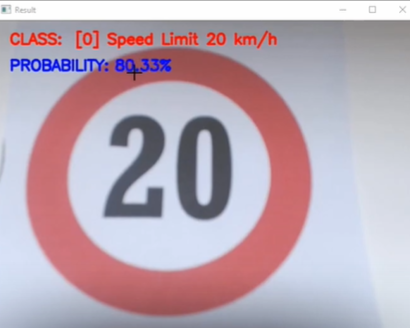 Result
CLASS: [0] Speed Limit 20 km/h
PROBABILITY: 80.33%
20